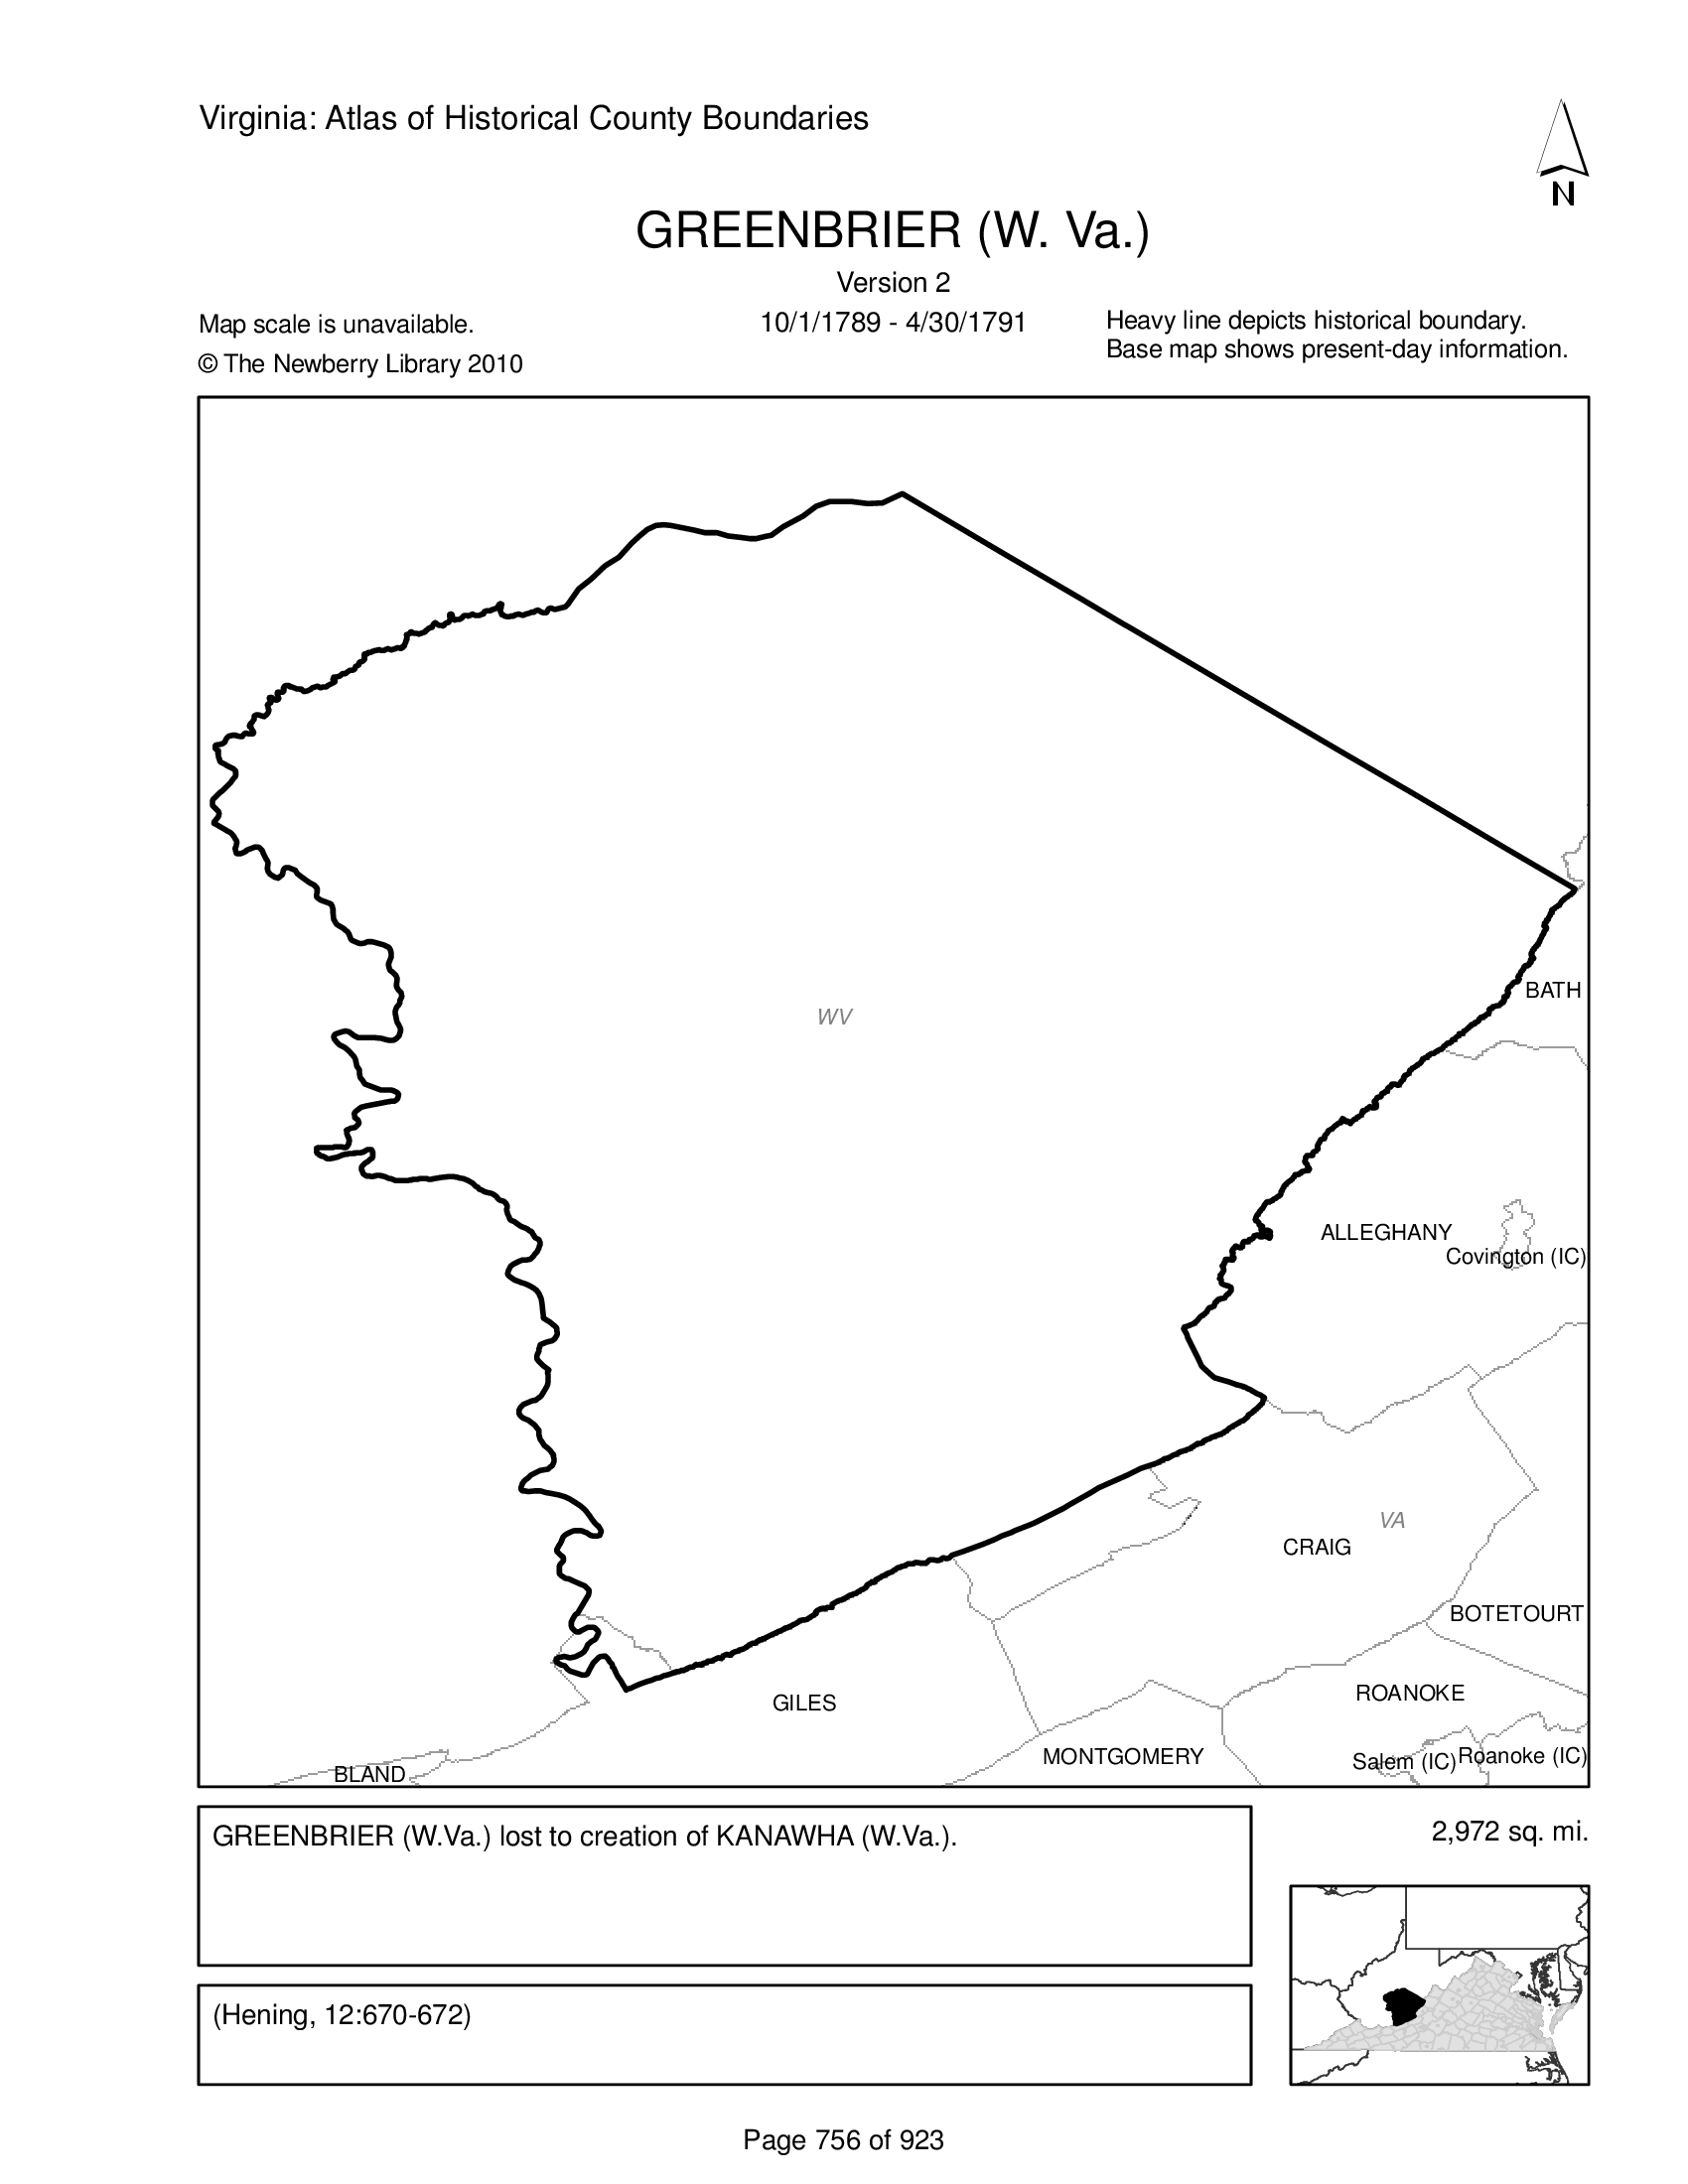 Virginia: Atlas of Historical County Boundaries
N
GREENBRIER (W. Va.)
Version 2
Map scale is unavailable.
10/1/1789 - 4/30/1791
Heavy line depicts historical boundary.
Base map shows present-day information.
© The Newberry Library 2010
BATH
WV
ALLEGHANY
Covington (IC)
VA
CRAIG
BOTETOURT
ROANOKE
GILES
MONTGOMERY
Salem (IC)
Roanoke (IC)
BLAND
GREENBRIER (W.Va.) lost to creation of KANAWHA (W.Va.).
2,972 sq. mi.
(Hening, 12:670-672)
Page 756 of 923